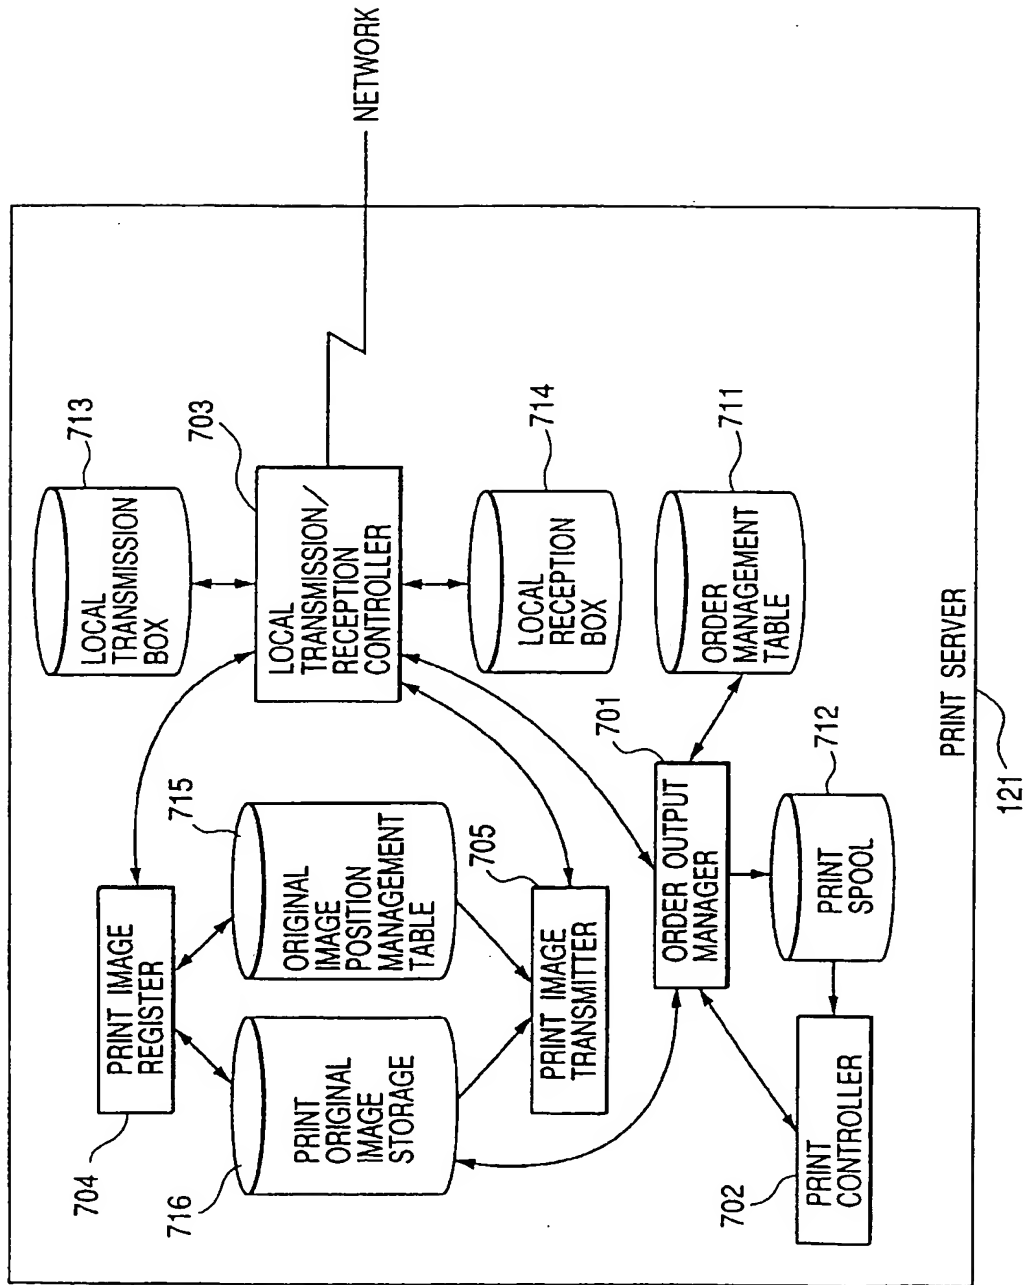 704
PRINT IMAGE
REGISTER
716
PRINT
ORIGINAL
IMAGE
STORAGE
715
ORIGINAL
IMAGE
POSITION
MANAGEMENT
TABLE
705
PRINT IMAGE
TRANSMITTER
713
LOCAL
TRANSMISSION
BOX
703
LOCAL
TRANSMISSION/
RECEPTION
CONTROLLER
NETWORK
714
LOCAL
RECEPTION
BOX
711
ORDER
MANAGEMENT
TABLE
701
ORDER OUTPUT
MANAGER
712
PRINT
SPOOL
702
PRINT
CONTROLLER
PRINT SERVER
121